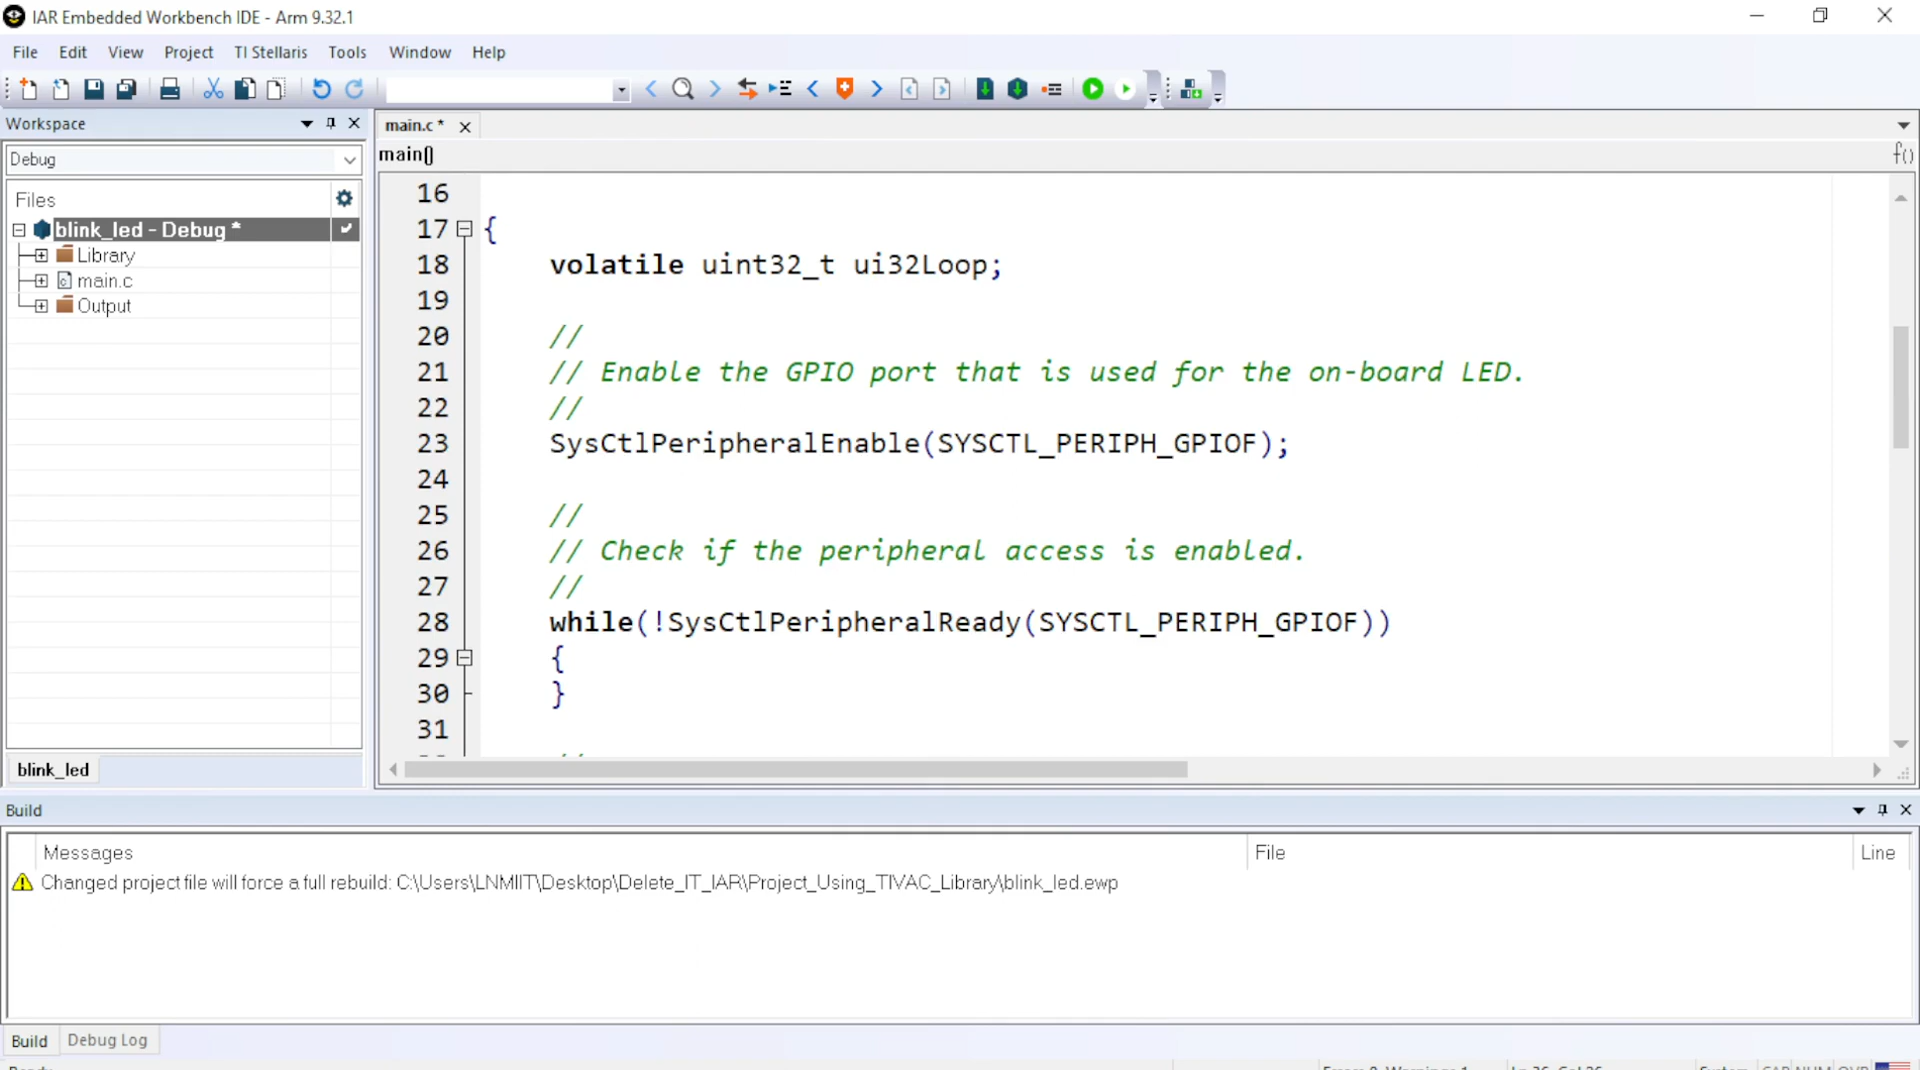 IAR Embedded Workbench IDE - Arm 9.32.1
File Edit View Project TI Stellaris Tools Window Help
Workspace
main.c *
Debug
main()
f()
Files
blink_led - Debug *
Library
main.c
Output
blink_led
16
17 {
18 volatile uint32_t ui32Loop;
19
20 //
21 // Enable the GPIO port that is used for the on-board LED.
22 //
23 SysCtlPeripheralEnable(SYSCTL_PERIPH_GPIOF);
24
25 //
26 // Check if the peripheral access is enabled.
27 //
28 while(!SysCtlPeripheralReady(SYSCTL_PERIPH_GPIOF))
29 {
30 }
31
Build
Messages File Line
Changed project file will force a full rebuild: C:\Users\LNMIIT\Desktop\Delete_IT_IAR\Project_Using_TIVAC_Library\blink_led.ewp
Build Debug Log